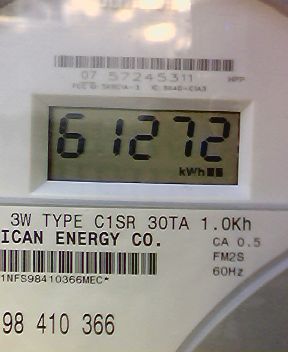 07 57245311
61272
kWh
3W TYPE C1SR 30TA 1.0Kh
ICAN ENERGY CO.
CA 0.5
FM2S
60Hz
1NFS98410366MEC*
98 410 366